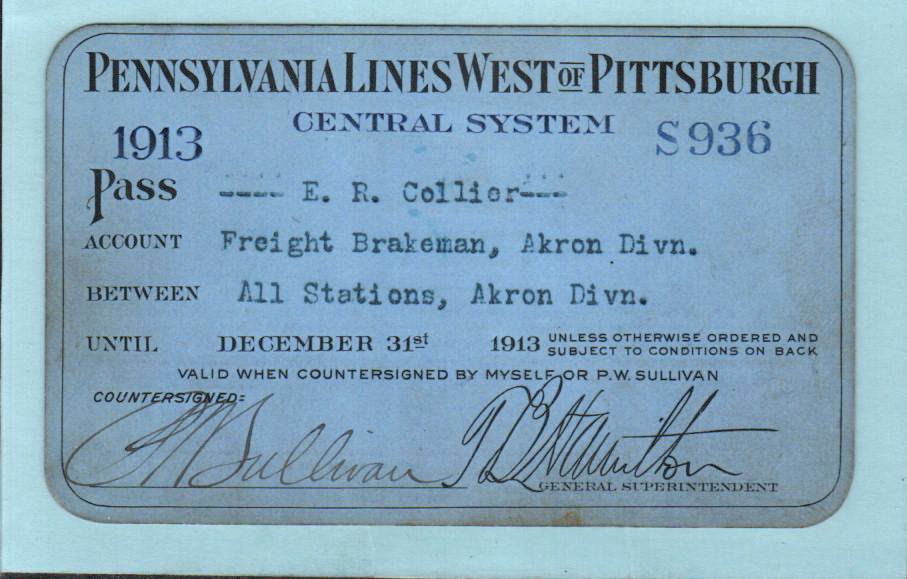 PENNSYLVANIA LINES WEST OF PITTSBURGH
CENTRAL SYSTEM
1913 S936
Pass ---- E. R. Collier---
ACCOUNT Freight Brakeman, Akron Divn.
BETWEEN All Stations, Akron Divn.
UNTIL DECEMBER 31st 1913 UNLESS OTHERWISE ORDERED AND
SUBJECT TO CONDITIONS ON BACK
VALID WHEN COUNTERSIGNED BY MYSELF OR P.W. SULLIVAN
COUNTERSIGNED:
P W Sullivan
T B Hamilton
GENERAL SUPERINTENDENT